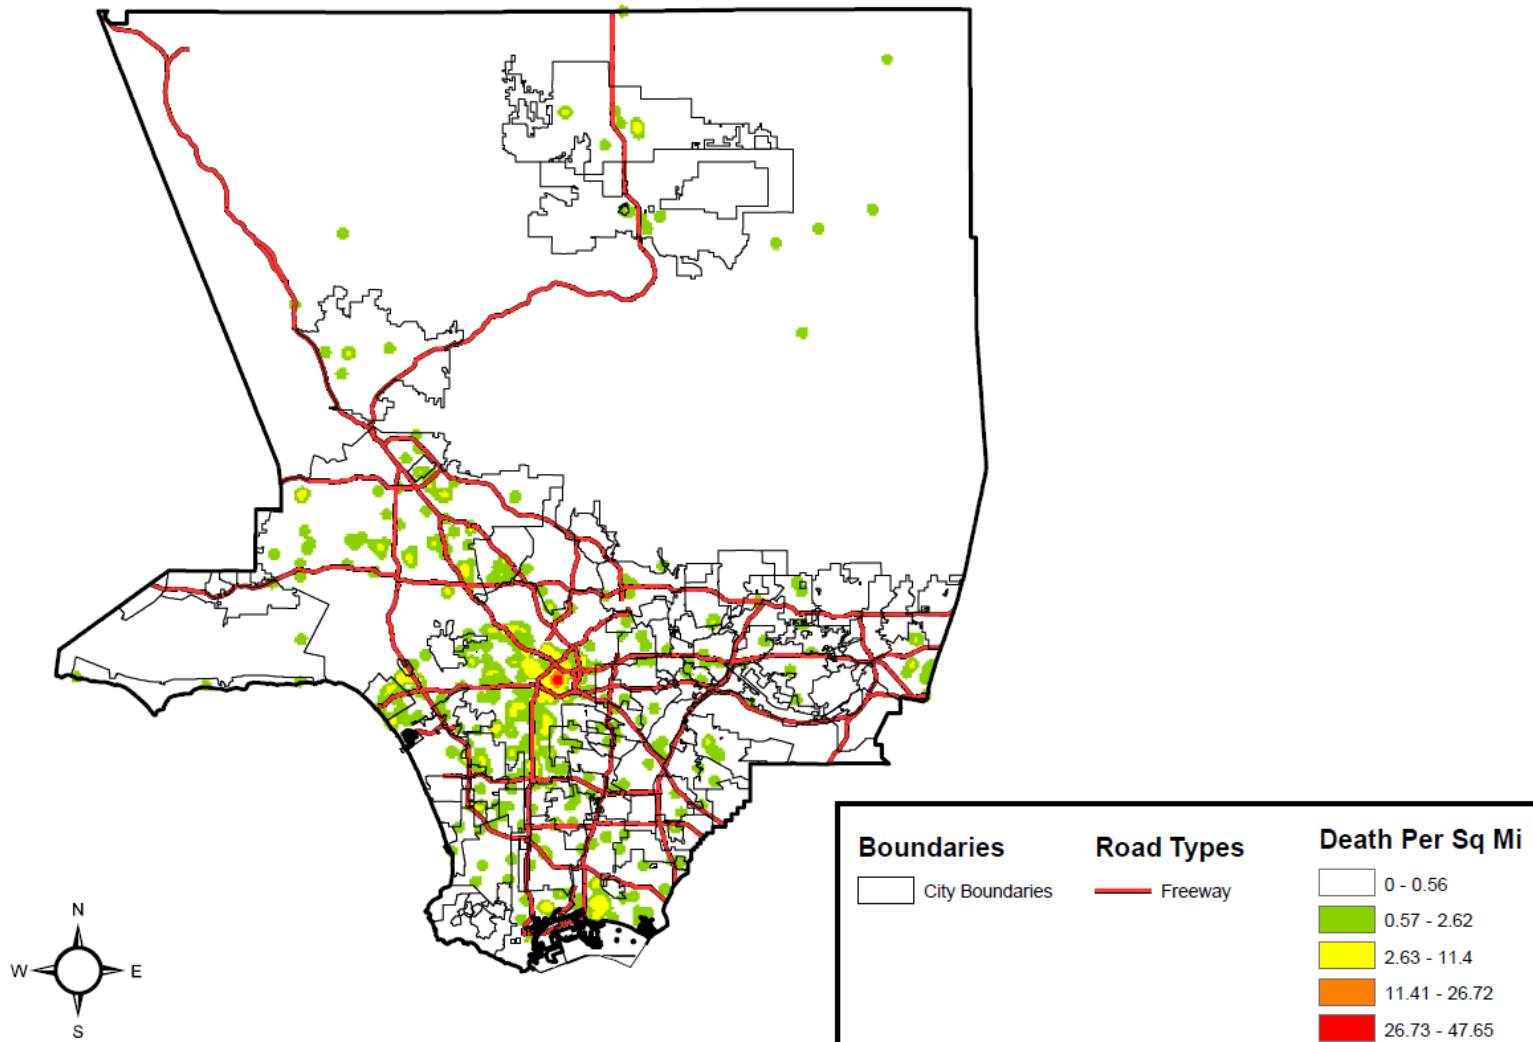 N
W E
S
Boundaries
City Boundaries
Road Types
Freeway
Death Per Sq Mi
0 - 0.56
0.57 - 2.62
2.63 - 11.4
11.41 - 26.72
26.73 - 47.65